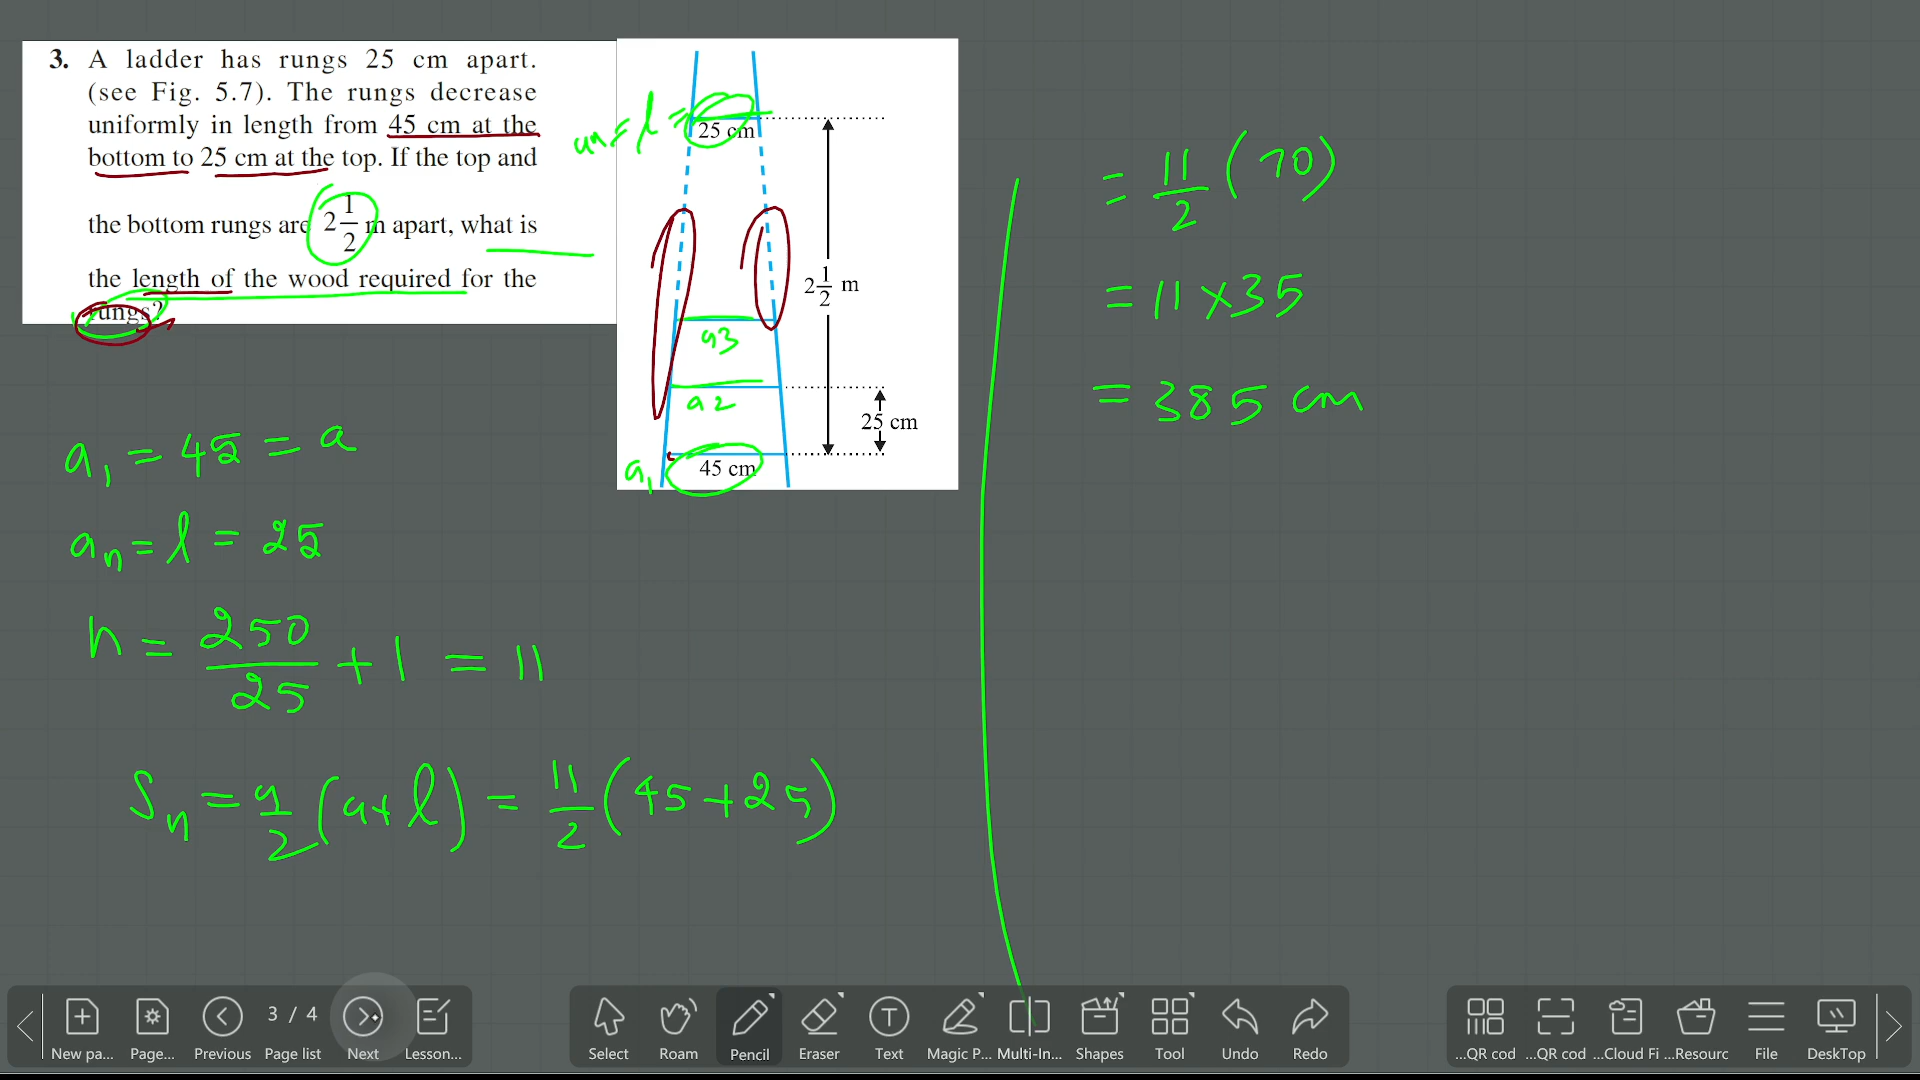 3. A ladder has rungs 25 cm apart.
(see Fig. 5.7). The rungs decrease
uniformly in length from 45 cm at the
bottom to 25 cm at the top. If the top and
the bottom rungs are 2 1/2 m apart, what is
the length of the wood required for the
rungs?
an = l = 25 cm
2 1/2 m
a3
a2
25 cm
a₁ 45 cm
a₁ = 45 = a
aₙ = l = 25
n = 250/25 + 1 = 11
Sₙ = n/2 (a+l) = 11/2 (45+25)
= 11/2 (70)
= 11 × 35
= 385 cm
New pa...
Page...
Previous
3 / 4
Page list
Next
Lesson...
Select
Roam
Pencil
Eraser
Text
Magic P...
Multi-In...
Shapes
Tool
Undo
Redo
...QR cod
...QR cod
...Cloud Fi
...Resourc
File
DeskTop